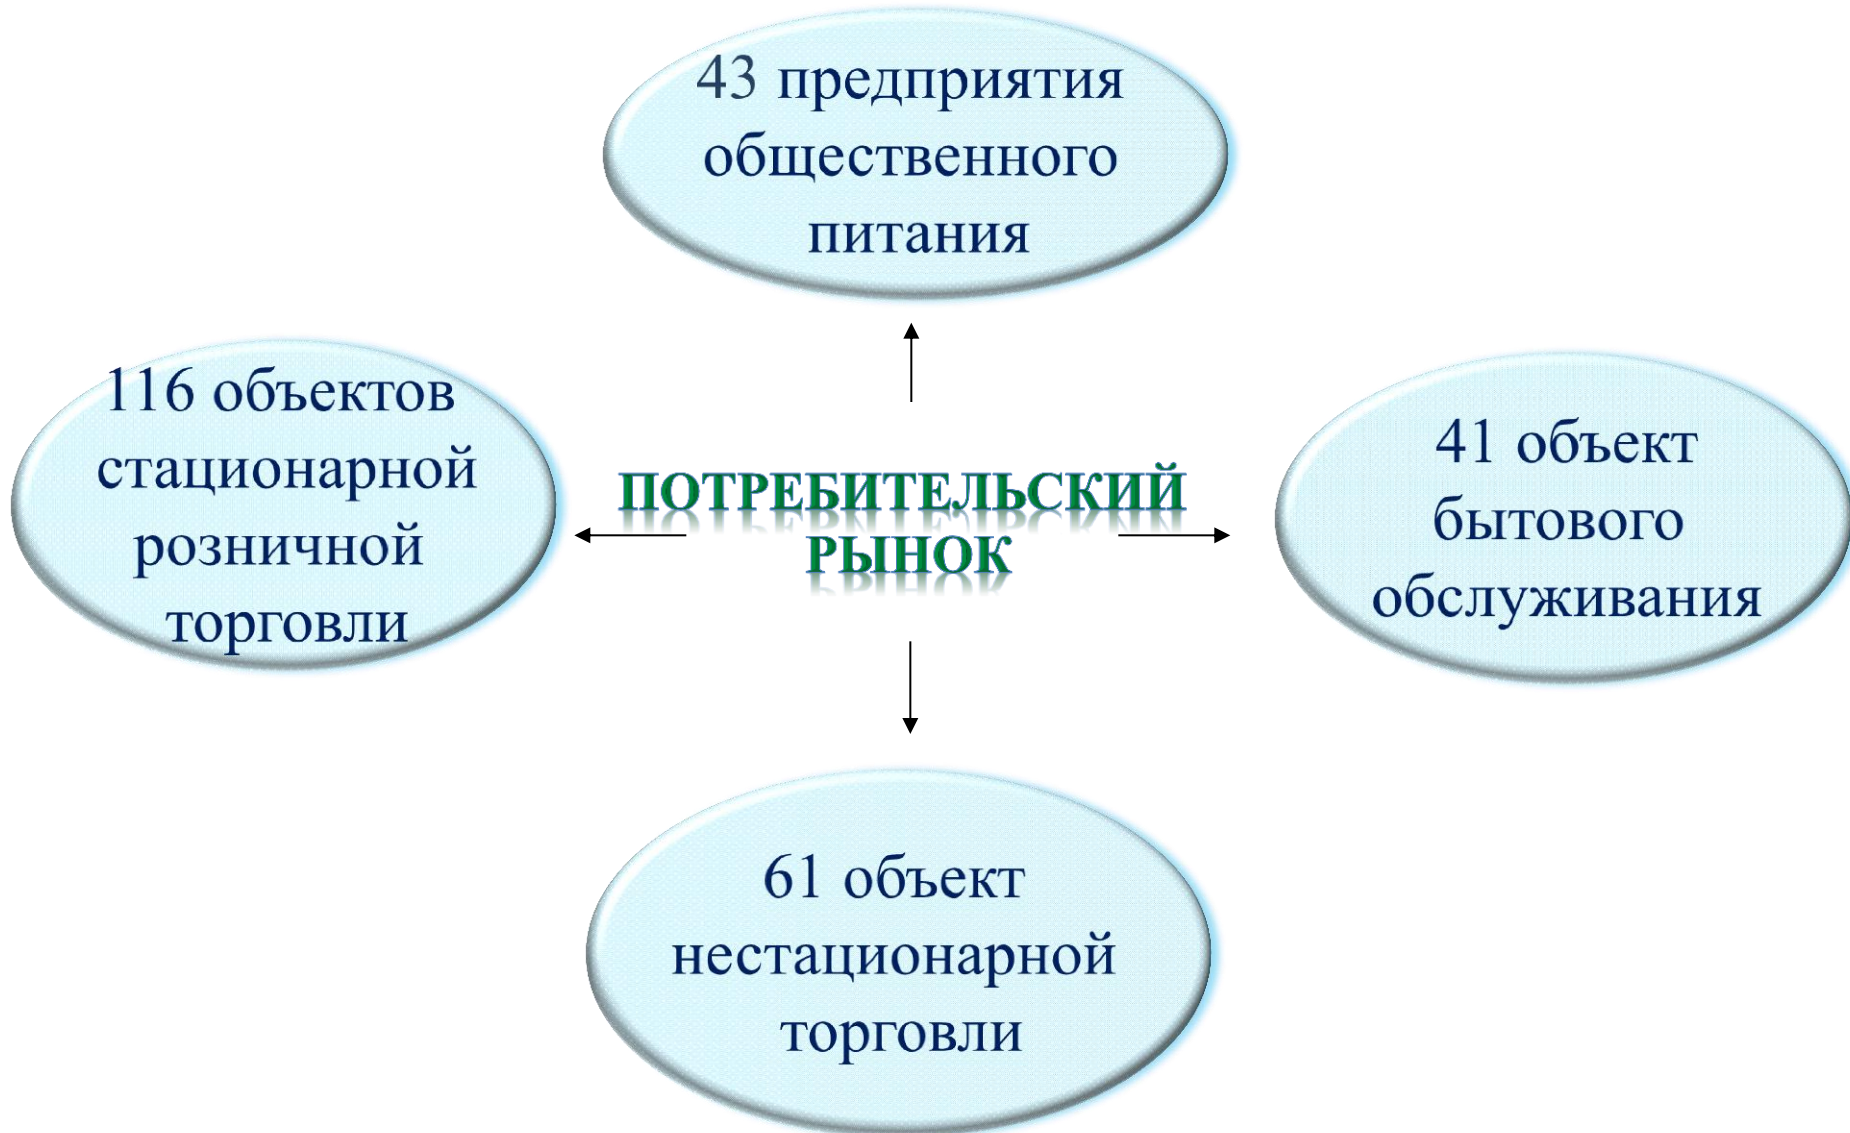 43 предприятия
общественного
питания
116 объектов
стационарной
розничной
торговли
ПОТРЕБИТЕЛЬСКИЙ
РЫНОК
41 объект
бытового
обслуживания
61 объект
нестационарной
торговли